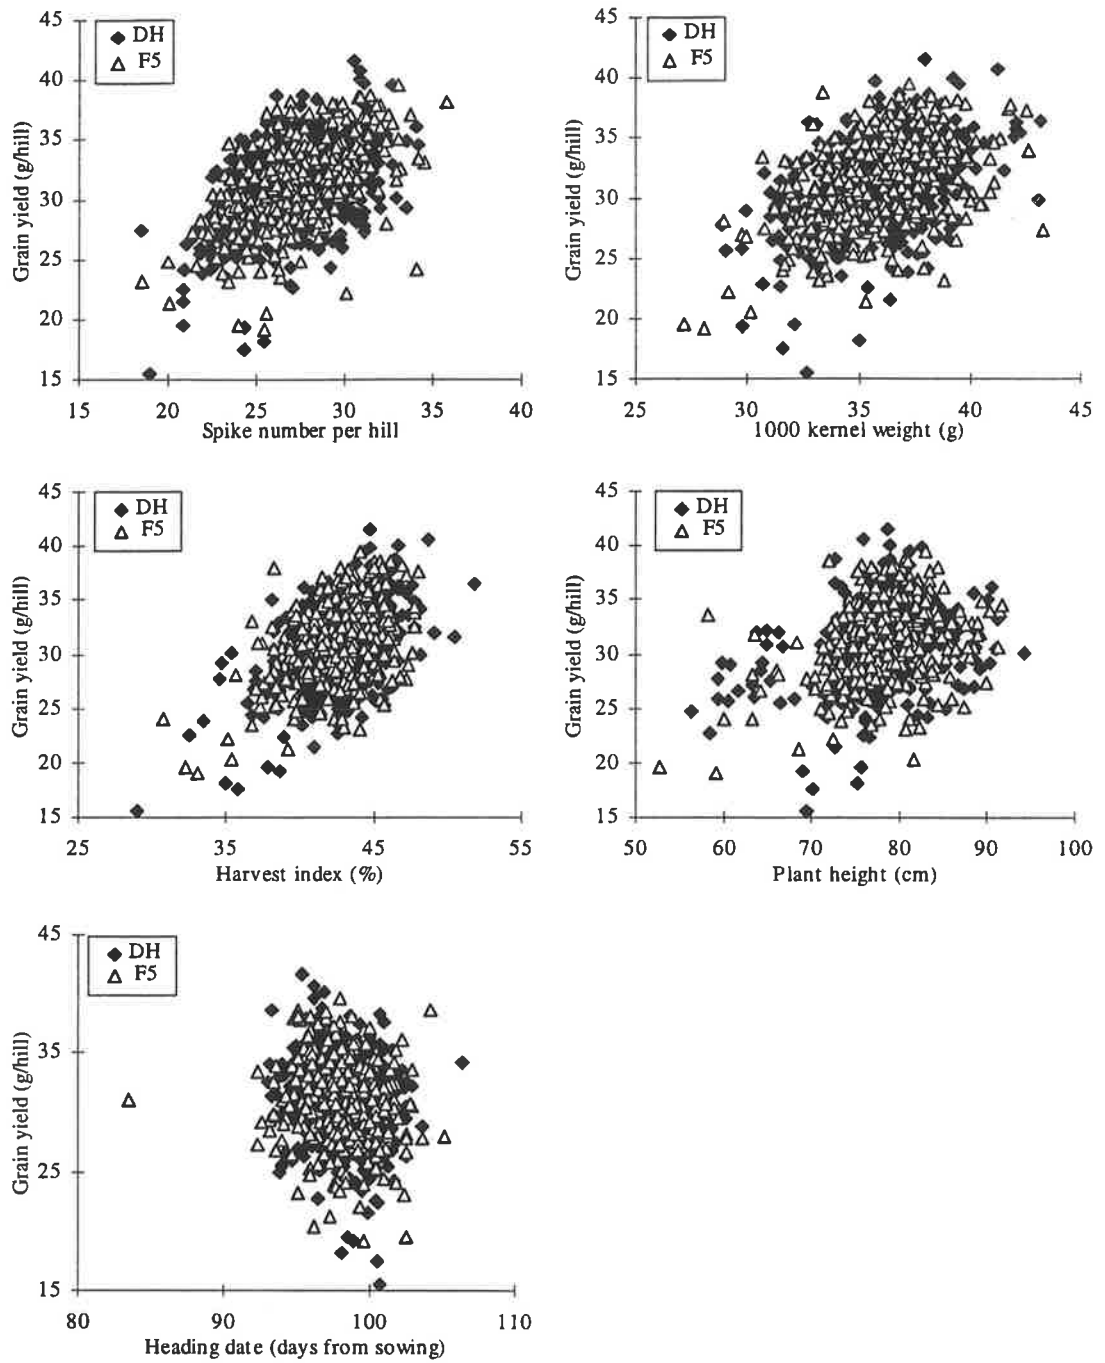 DH
F5
45
40
35
30
25
20
15
Grain yield (g/hill)
15 20 25 30 35 40
Spike number per hill
DH
F5
45
40
35
30
25
20
15
Grain yield (g/hill)
25 30 35 40 45
1000 kernel weight (g)
DH
F5
45
40
35
30
25
20
15
Grain yield (g/hill)
25 35 45 55
Harvest index (%)
DH
F5
45
40
35
30
25
20
15
Grain yield (g/hill)
50 60 70 80 90 100
Plant height (cm)
DH
F5
45
35
25
15
Grain yield (g/hill)
80 90 100 110
Heading date (days from sowing)